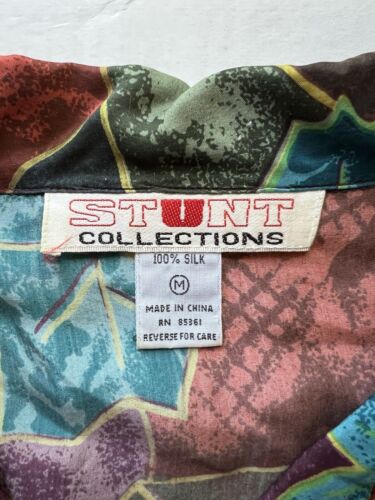 STUNT
COLLECTIONS
100% SILK
M
MADE IN CHINA
RN 85361
REVERSE FOR CARE